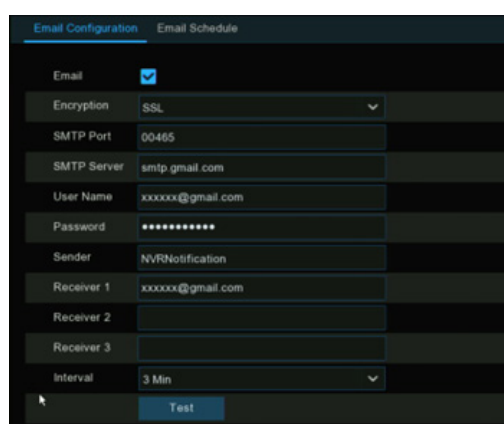 Email Configuration Email Schedule
Email
Encryption SSL
SMTP Port 00465
SMTP Server smtp.gmail.com
User Name xxxxxx@gmail.com
Password •••••••••••
Sender NVRNotification
Receiver 1 xxxxxx@gmail.com
Receiver 2
Receiver 3
Interval 3 Min
Test